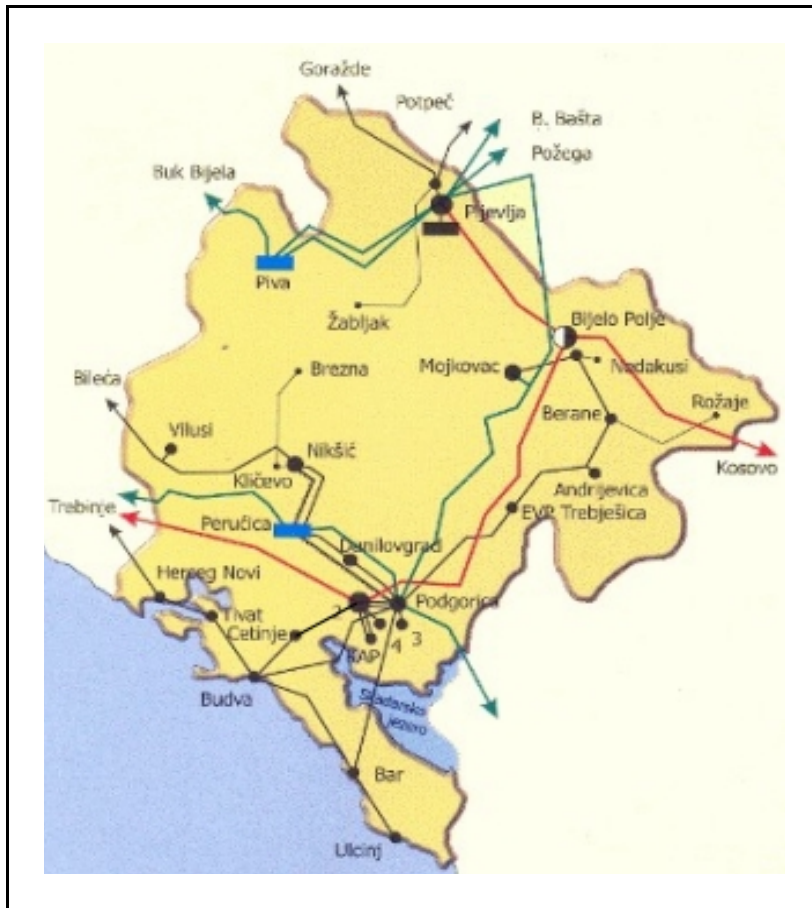 Goražde
Potpeč
B. Bašta
Požega
Buk Bijela
Pljevlja
Piva
Žabljak
Bijelo Polje
Brezna
Mojkovac
Nedakusi
Bileća
Rožaje
Berane
Vilusi
Nikšić
Kličevo
Kosovo
Andrijevica
Trebinje
Perućica
EVP Trebješica
Danilovgrad
Herceg Novi
2
Podgorica
Tivat
Cetinje
4
3
KAP
Budva
Skadarsko
jezero
Bar
Ulcinj